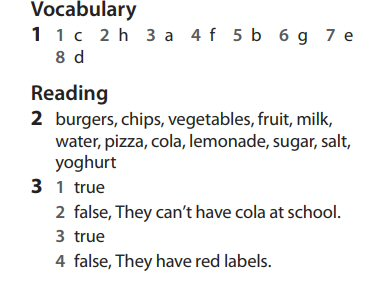 Vocabulary
1 1 c 2 h 3 a 4 f 5 b 6 g 7 e
8 d
Reading
2 burgers, chips, vegetables, fruit, milk,
water, pizza, cola, lemonade, sugar, salt,
yoghurt
3 1 true
2 false, They can't have cola at school.
3 true
4 false, They have red labels.